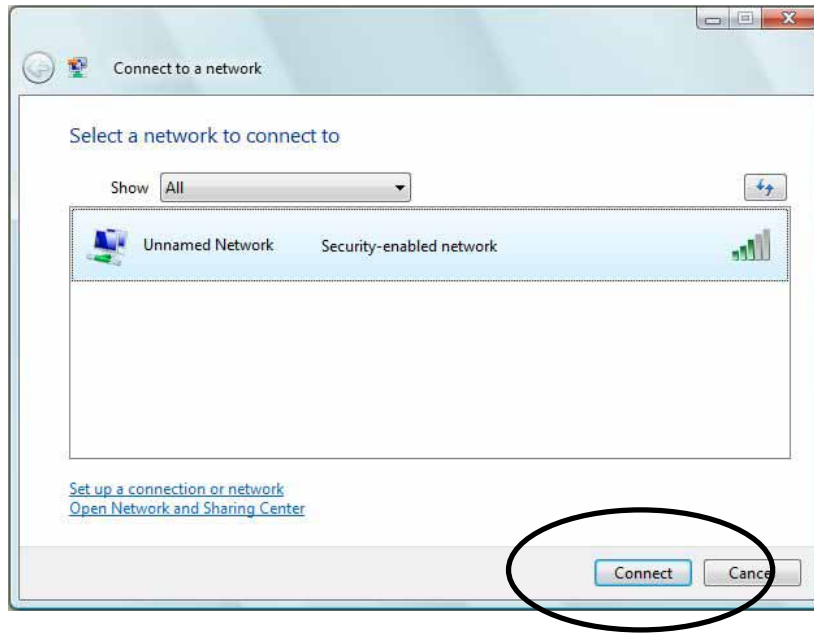 Connect to a network
Select a network to connect to
Show All
Unnamed Network Security-enabled network
Set up a connection or network
Open Network and Sharing Center
Connect Cancel